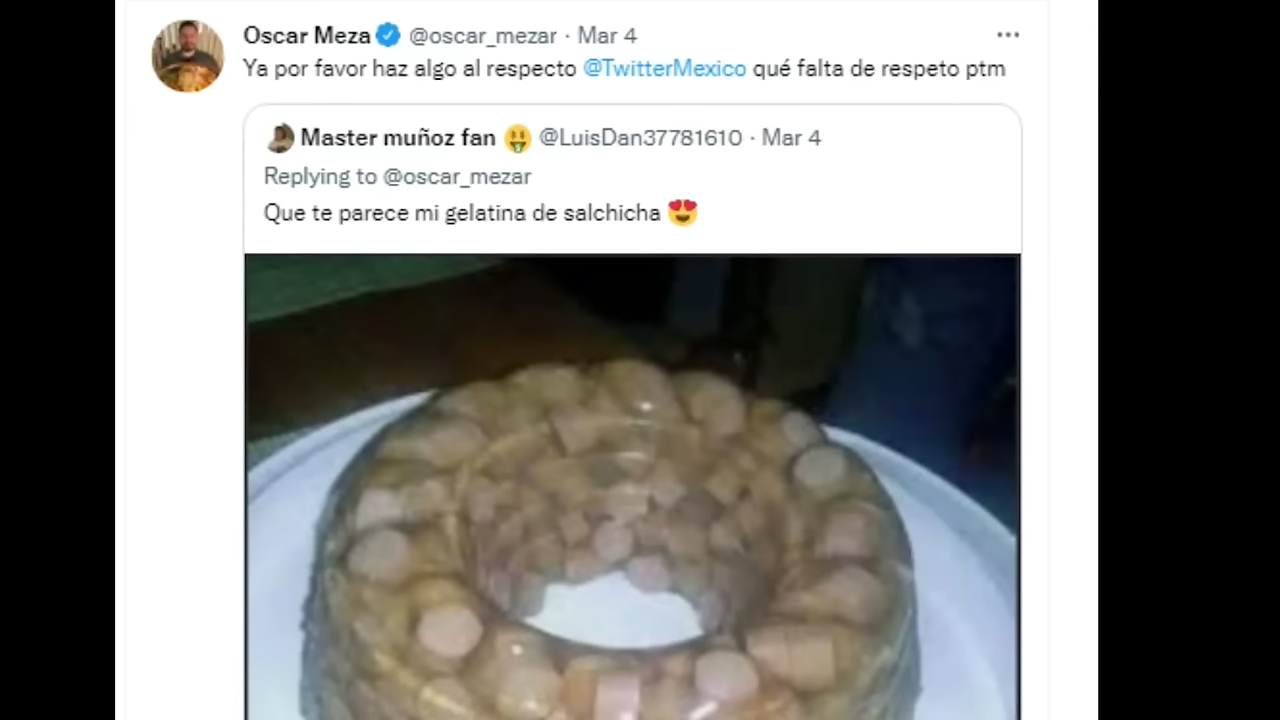 Oscar Meza @oscar_mezar · Mar 4
Ya por favor haz algo al respecto @TwitterMexico qué falta de respeto ptm
Master muñoz fan 🤑 @LuisDan37781610 · Mar 4
Replying to @oscar_mezar
Que te parece mi gelatina de salchicha 😍